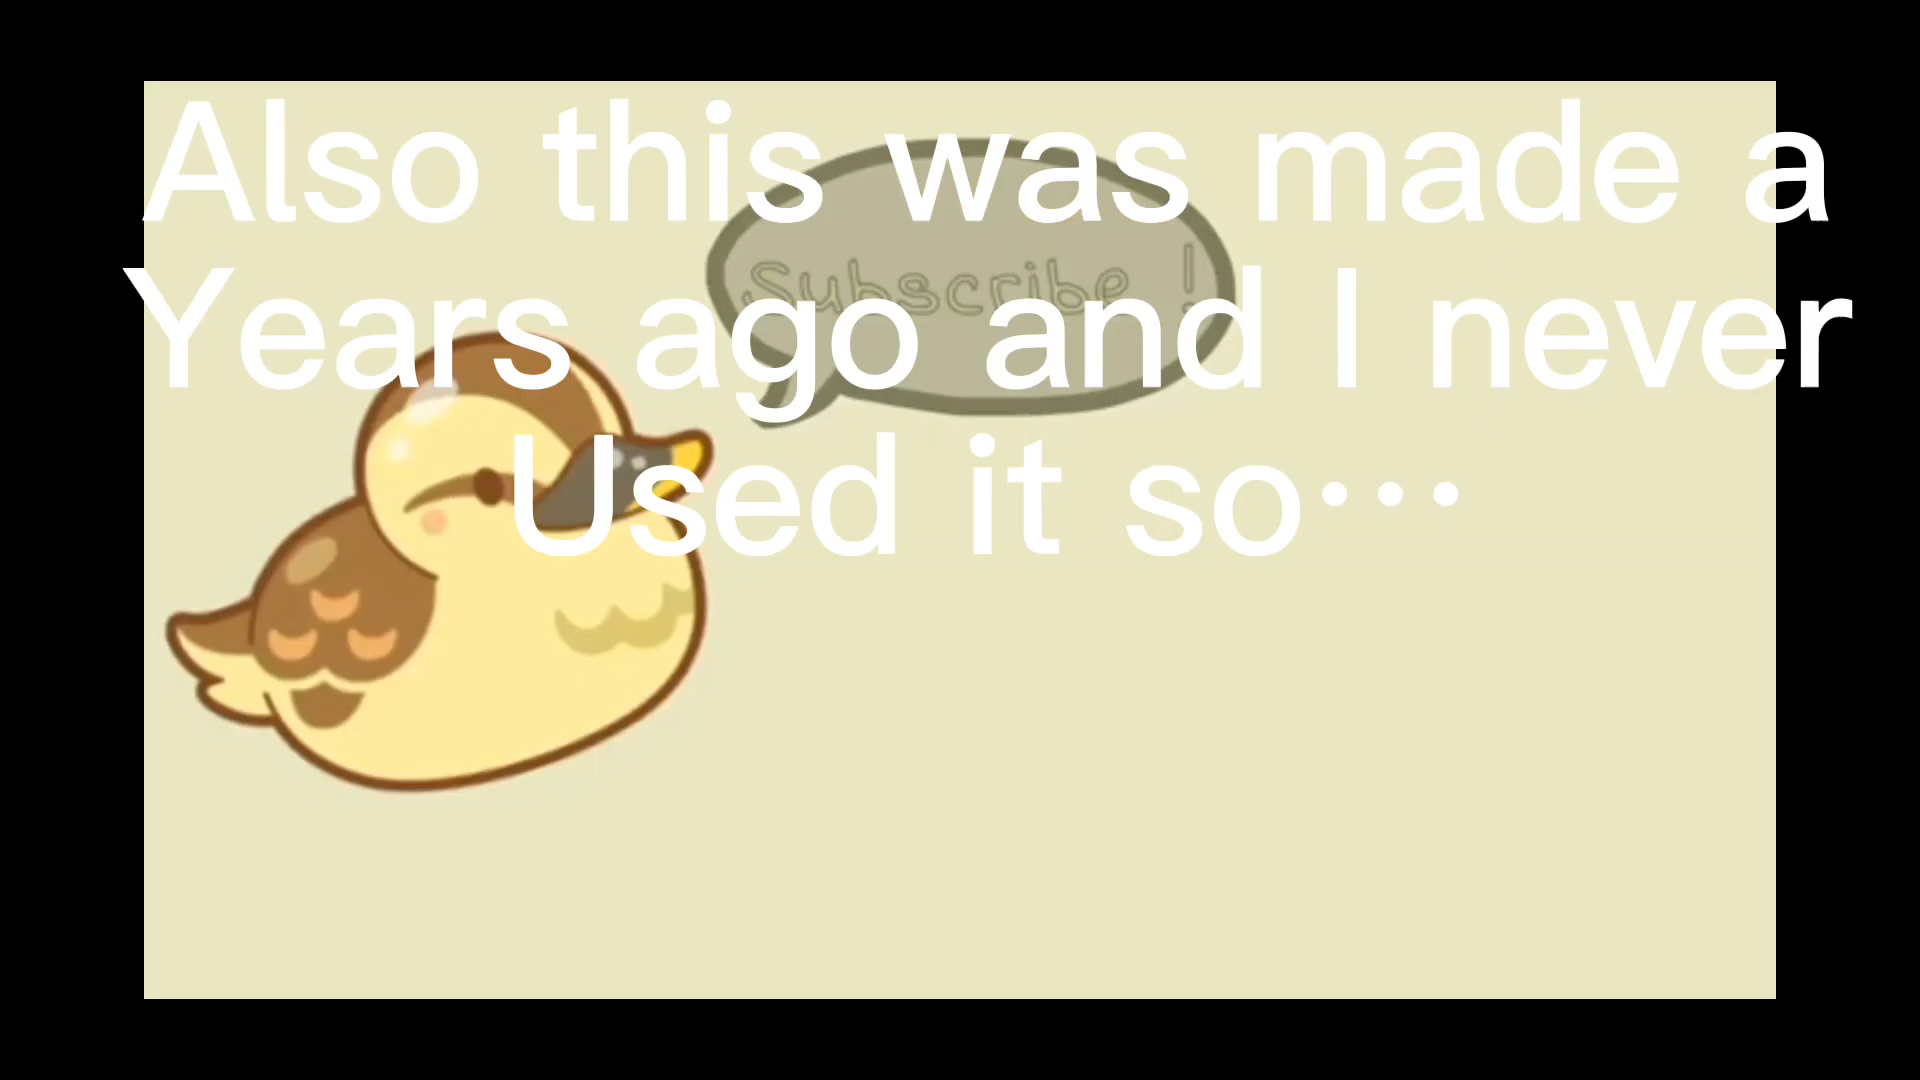 Also this was made a
Subscribe !
Years ago and I never
Used it so···